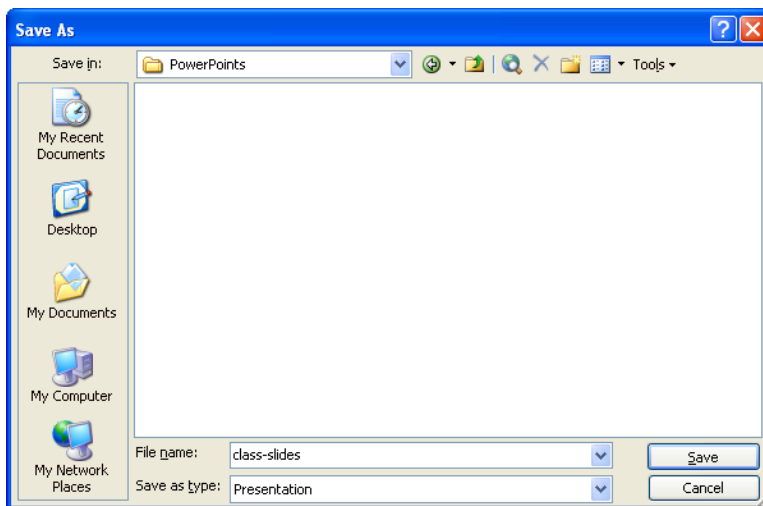 Save As
Save in:
PowerPoints
Tools
My Recent
Documents
Desktop
My Documents
My Computer
My Network
Places
File name:
class-slides
Save
Save as type:
Presentation
Cancel